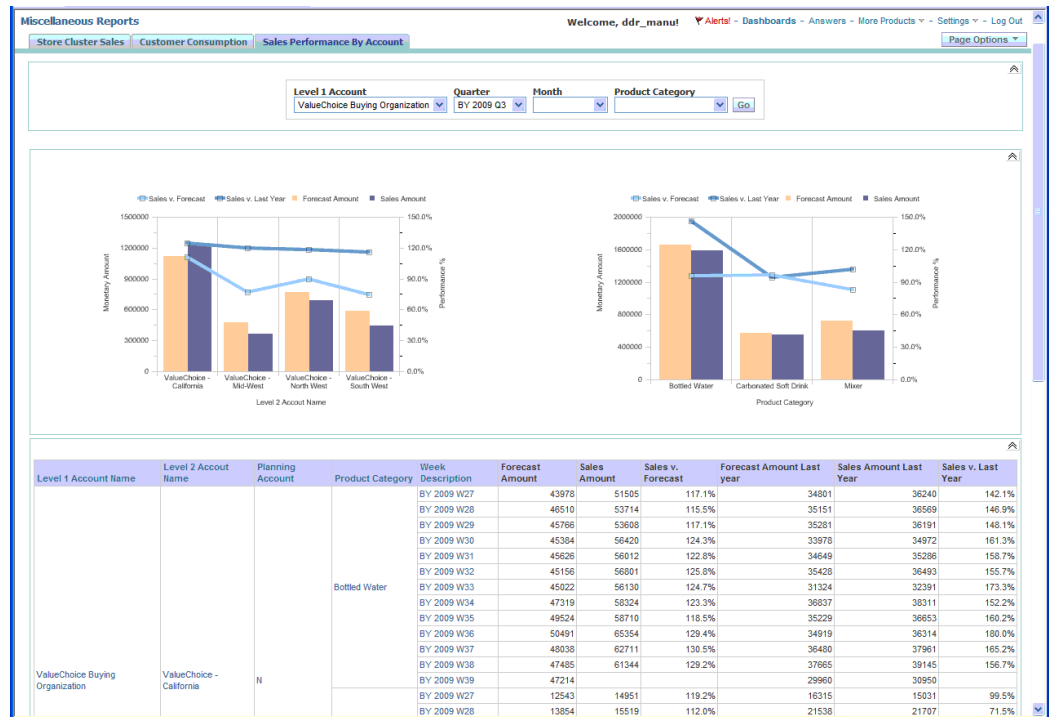 Miscellaneous Reports
Welcome, ddr_manu! Alerts! - Dashboards - Answers - More Products - Settings - Log Out
Store Cluster Sales Customer Consumption Sales Performance By Account
Page Options
Level 1 Account Quarter Month Product Category
ValueChoice Buying Organization BY 2009 Q3 Go
Sales v. Forecast Sales v. Last Year Forecast Amount Sales Amount
1500000 150.0%
1200000 120.0%
900000 90.0%
600000 60.0%
300000 30.0%
0 0.0%
Monetary Amount
Performance %
ValueChoice - California ValueChoice - Mid-West ValueChoice - North West ValueChoice - South West
Level 2 Accout Name
Sales v. Forecast Sales v. Last Year Forecast Amount Sales Amount
2000000 150.0%
1600000 120.0%
1200000 90.0%
800000 60.0%
400000 30.0%
0 0.0%
Monetary Amount
Performance %
Bottled Water Carbonated Soft Drink Mixer
Product Category
Level 1 Account Name Level 2 Accout Name Planning Account Product Category Week Description Forecast Amount Sales Amount Sales v. Forecast Forecast Amount Last year Sales Amount Last Year Sales v. Last Year
BY 2009 W27 43978 51505 117.1% 34801 36240 142.1%
BY 2009 W28 46510 53714 115.5% 35151 36569 146.9%
BY 2009 W29 45766 53608 117.1% 35281 36191 148.1%
BY 2009 W30 45384 56420 124.3% 33978 34972 161.3%
BY 2009 W31 45626 56012 122.8% 34649 35286 158.7%
BY 2009 W32 45156 56801 125.8% 35428 36493 155.7%
Bottled Water BY 2009 W33 45022 56130 124.7% 31324 32391 173.3%
BY 2009 W34 47319 58324 123.3% 36837 38311 152.2%
BY 2009 W35 49524 58710 118.5% 35229 36653 160.2%
BY 2009 W36 50491 65354 129.4% 34919 36314 180.0%
BY 2009 W37 48038 62711 130.5% 36480 37961 165.2%
BY 2009 W38 47485 61344 129.2% 37665 39145 156.7%
ValueChoice Buying Organization ValueChoice - California N BY 2009 W39 47214 29960 30950
BY 2009 W27 12543 14951 119.2% 16315 15031 99.5%
BY 2009 W28 13854 15519 112.0% 21538 21707 71.5%